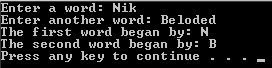 Enter a word: Nik
Enter another word: Beloded
The first word began by: N
The second word began by: B
Press any key to continue . . . _